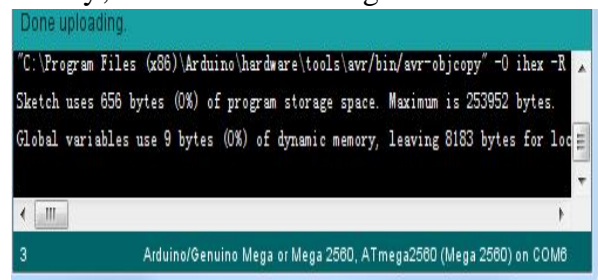 Done uploading.
"C:\Program Files (x86)\Arduino\hardware\tools\avr/bin/avr-objcopy" -O ihex -R
Sketch uses 656 bytes (0%) of program storage space. Maximum is 253952 bytes.
Global variables use 9 bytes (0%) of dynamic memory, leaving 8183 bytes for loc
3 Arduino/Genuino Mega or Mega 2560, ATmega2560 (Mega 2560) on COM6